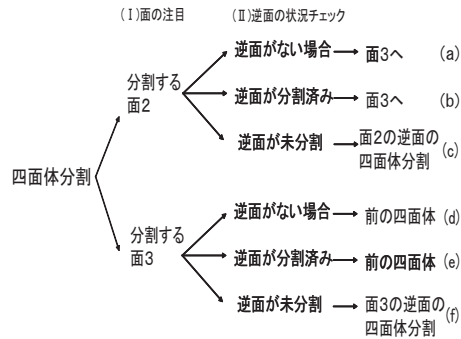 (Ⅰ)面の注目 (Ⅱ)逆面の状況チェック
逆面がない場合 面3へ (a)
分割する
面2
逆面が分割済み 面3へ (b)
逆面が未分割 面2の逆面の
四面体分割 (c)
四面体分割
逆面がない場合 前の四面体 (d)
分割する
面3
逆面が分割済み 前の四面体 (e)
逆面が未分割 面3の逆面の
四面体分割 (f)